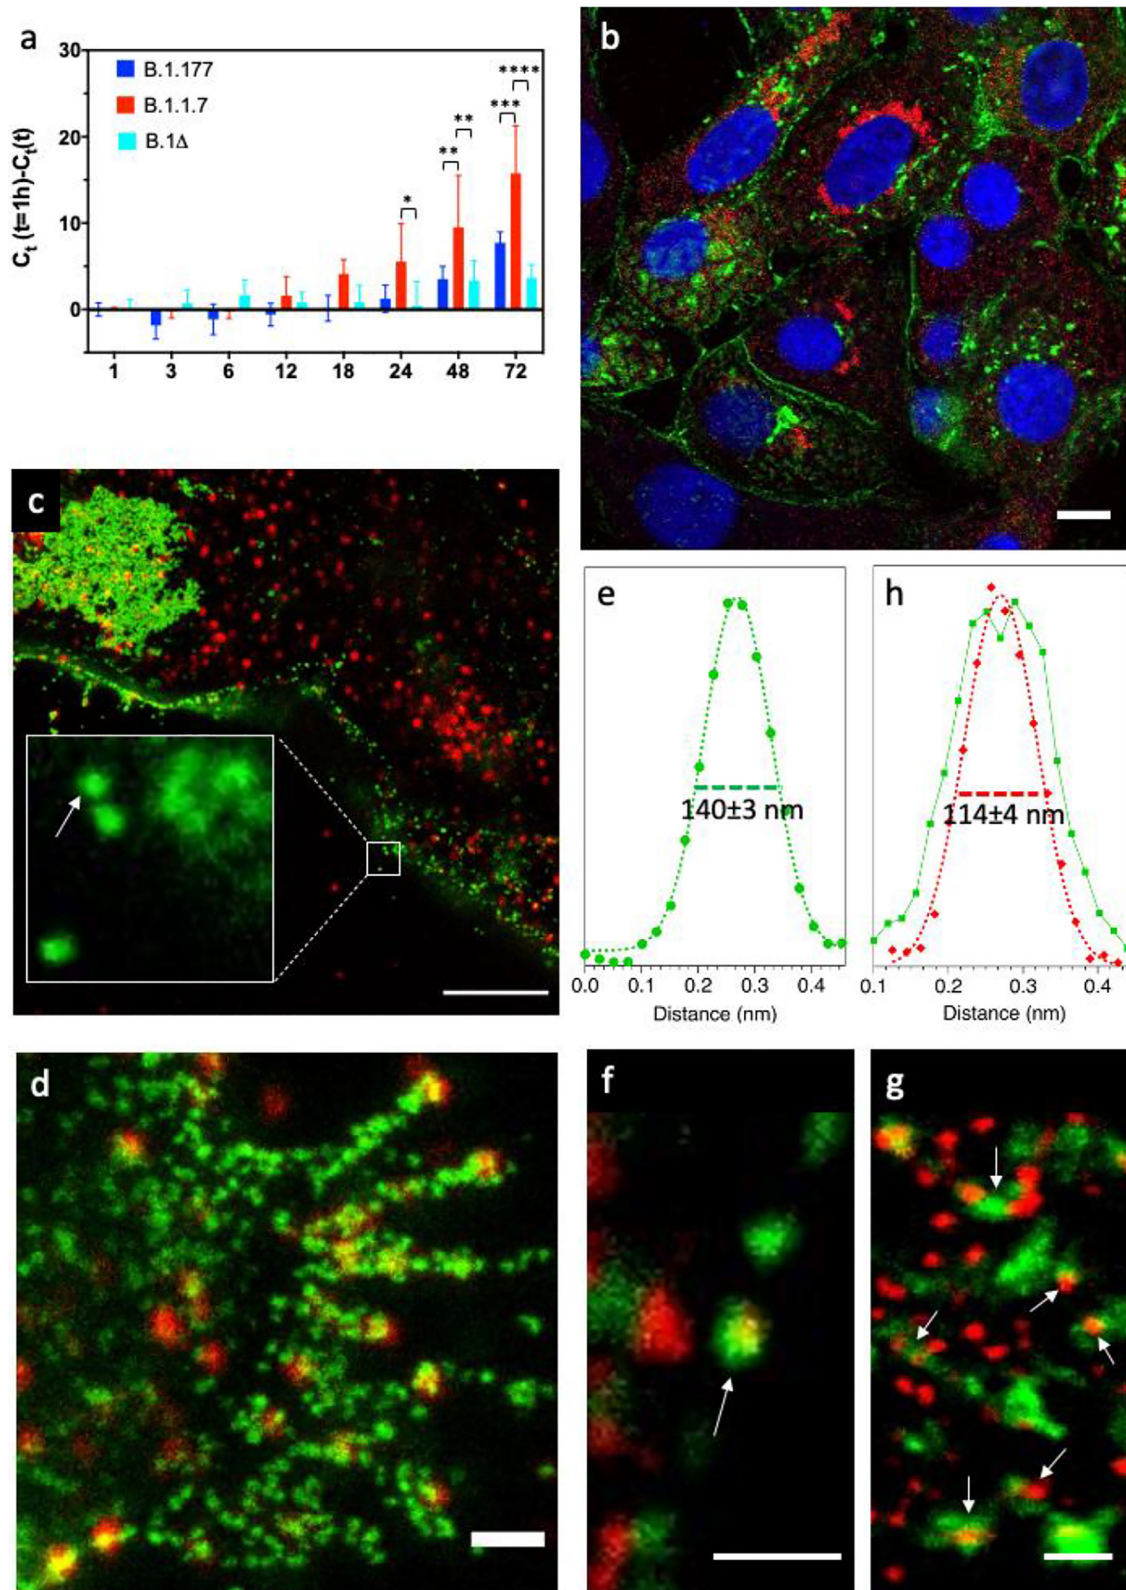 a
30
20
10
0
C_t (t=1h)-C_t(t)
B.1.177
B.1.1.7
B.1Δ
*
**
**
***
****
1 3 6 12 18 24 48 72
b
c
e
140±3 nm
0.0 0.1 0.2 0.3 0.4
Distance (nm)
h
114±4 nm
0.1 0.2 0.3 0.4
Distance (nm)
d
f
g